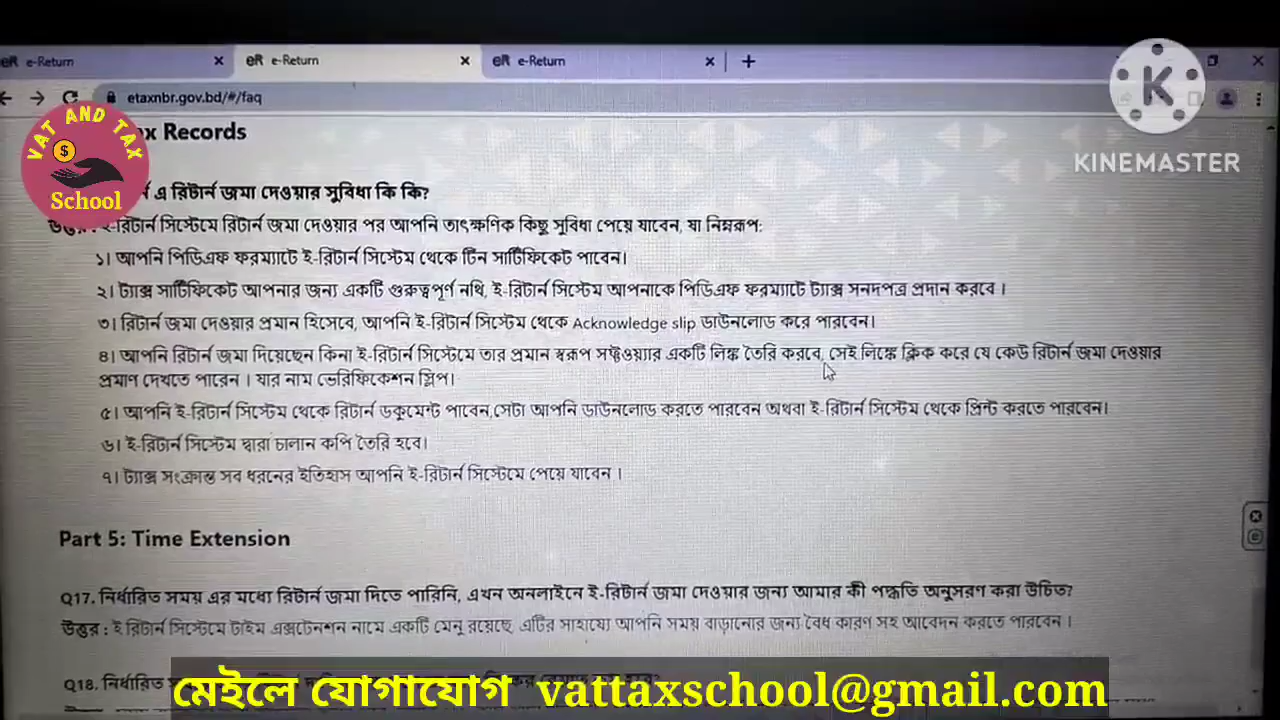 e-Return
e-Return
e-Return
etaxnbr.gov.bd/#/faq
KINEMASTER
VAT AND TAX
School
Records
এ রিটার্ন জমা দেওয়ার সুবিধা কি কি?
উত্তর : ই-রিটার্ন সিস্টেমে রিটার্ন জমা দেওয়ার পর আপনি তাৎক্ষণিক কিছু সুবিধা পেয়ে যাবেন, যা নিম্নরূপ:
১। আপনি পিডিএফ ফরম্যাটে ই-রিটার্ন সিস্টেম থেকে টিন সার্টিফিকেট পাবেন।
২। ট্যাক্স সার্টিফিকেট আপনার জন্য একটি গুরুত্বপূর্ণ নথি, ই-রিটার্ন সিস্টেম আপনাকে পিডিএফ ফরম্যাটে ট্যাক্স সনদপত্র প্রদান করবে ।
৩। রিটার্ন জমা দেওয়ার প্রমান হিসেবে, আপনি ই-রিটার্ন সিস্টেম থেকে Acknowledge slip ডাউনলোড করে পারবেন।
৪। আপনি রিটার্ন জমা দিয়েছেন কিনা ই-রিটার্ন সিস্টেমে তার প্রমান স্বরূপ সফ্টওয়্যার একটি লিঙ্ক তৈরি করবে, সেই লিঙ্কে ক্লিক করে যে কেউ রিটার্ন জমা দেওয়ার
প্রমাণ দেখতে পারেন । যার নাম ভেরিফিকেশন স্লিপ।
৫। আপনি ই-রিটার্ন সিস্টেম থেকে রিটার্ন ডকুমেন্ট পাবেন,সেটা আপনি ডাউনলোড করতে পারবেন অথবা ই-রিটার্ন সিস্টেম থেকে প্রিন্ট করতে পারবেন।
৬। ই-রিটার্ন সিস্টেম দ্বারা চালান কপি তৈরি হবে।
৭। ট্যাক্স সংক্রান্ত সব ধরনের ইতিহাস আপনি ই-রিটার্ন সিস্টেমে পেয়ে যাবেন ।
Part 5: Time Extension
Q17. নির্ধারিত সময় এর মধ্যে রিটার্ন জমা দিতে পারিনি, এখন অনলাইনে ই-রিটার্ন জমা দেওয়ার জন্য আমার কী পদ্ধতি অনুসরণ করা উচিত?
উত্তর : ই রিটার্ন সিস্টেমে টাইম এক্সটেনশন নামে একটি মেনু রয়েছে, এটির সাহায্যে আপনি সময় বাড়ানোর জন্য বৈধ কারণ সহ আবেদন করতে পারবেন ।
Q18. নির্ধারিত
মেইলে যোগাযোগ vattaxschool@gmail.com